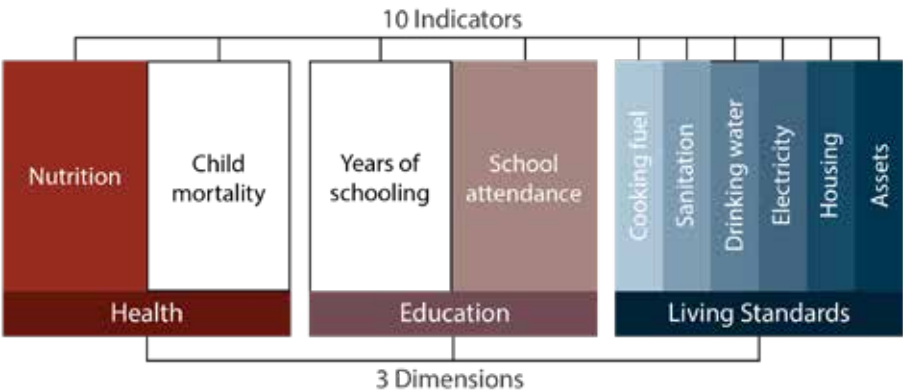 10 Indicators
Nutrition
Child
mortality
Years of
schooling
School
attendance
Cooking fuel
Sanitation
Drinking water
Electricity
Housing
Assets
Health
Education
Living Standards
3 Dimensions